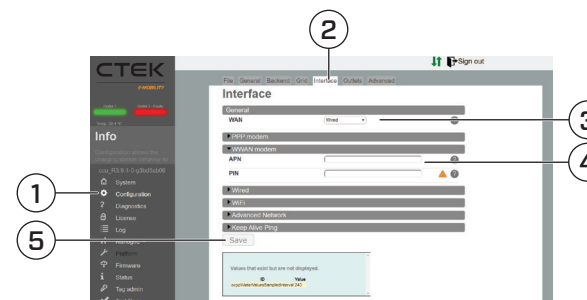 2
Sign out
CTEK
E-MOBILITY
File General Backend Grid Interface Outlets Advanced
Interface
General
WAN Wired
3
PPP modem
WWAN modem
APN
4
PIN
Info
1
System
Configuration
Diagnostics
License
Log
Wired
WiFi
Advanced Network
Keep Alive Ping
5
Save
Platform
Firmware
Status
Tag admin
Values that exist but are not displayed.
ID Value